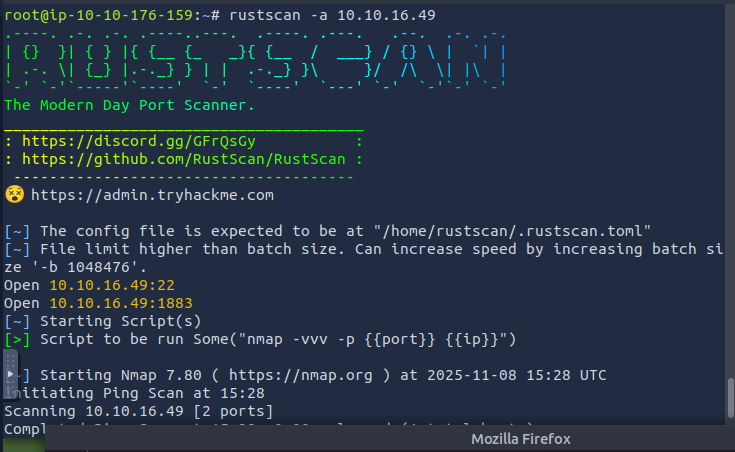 root@ip-10-10-176-159:~# rustscan -a 10.10.16.49
.----. .-. .-. .----..---.  .----. .---.   .--.  .-. .-.
| {}  }| { } |{ {__ {_   _}{ {__  /  ___} / {} \ |  `| |
| .-. \| {_} |.-._} } | |  .-._} }\     }/  /\  \| |\  |
`-' `-'`-----'`----'  `-'  `----'  `---' `-'  `-'`-' `-'
The Modern Day Port Scanner.
________________________________________
: https://discord.gg/GFrQsGy           :
: https://github.com/RustScan/RustScan :
 --------------------------------------
😵 https://admin.tryhackme.com
[~] The config file is expected to be at "/home/rustscan/.rustscan.toml"
[~] File limit higher than batch size. Can increase speed by increasing batch si
ze '-b 1048476'.
Open 10.10.16.49:22
Open 10.10.16.49:1883
[~] Starting Script(s)
[>] Script to be run Some("nmap -vvv -p {{port}} {{ip}}")
~] Starting Nmap 7.80 ( https://nmap.org ) at 2025-11-08 15:28 UTC
Initiating Ping Scan at 15:28
Scanning 10.10.16.49 [2 ports]
Mozilla Firefox